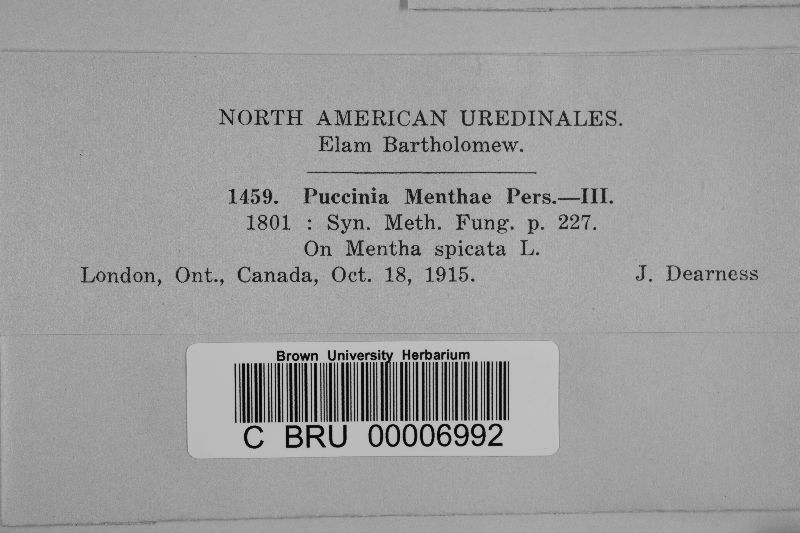 NORTH AMERICAN UREDINALES.
Elam Bartholomew.
1459. Puccinia Menthae Pers.—III.
1801 : Syn. Meth. Fung. p. 227.
On Mentha spicata L.
London, Ont., Canada, Oct. 18, 1915. J. Dearness
Brown University Herbarium
C BRU 00006992